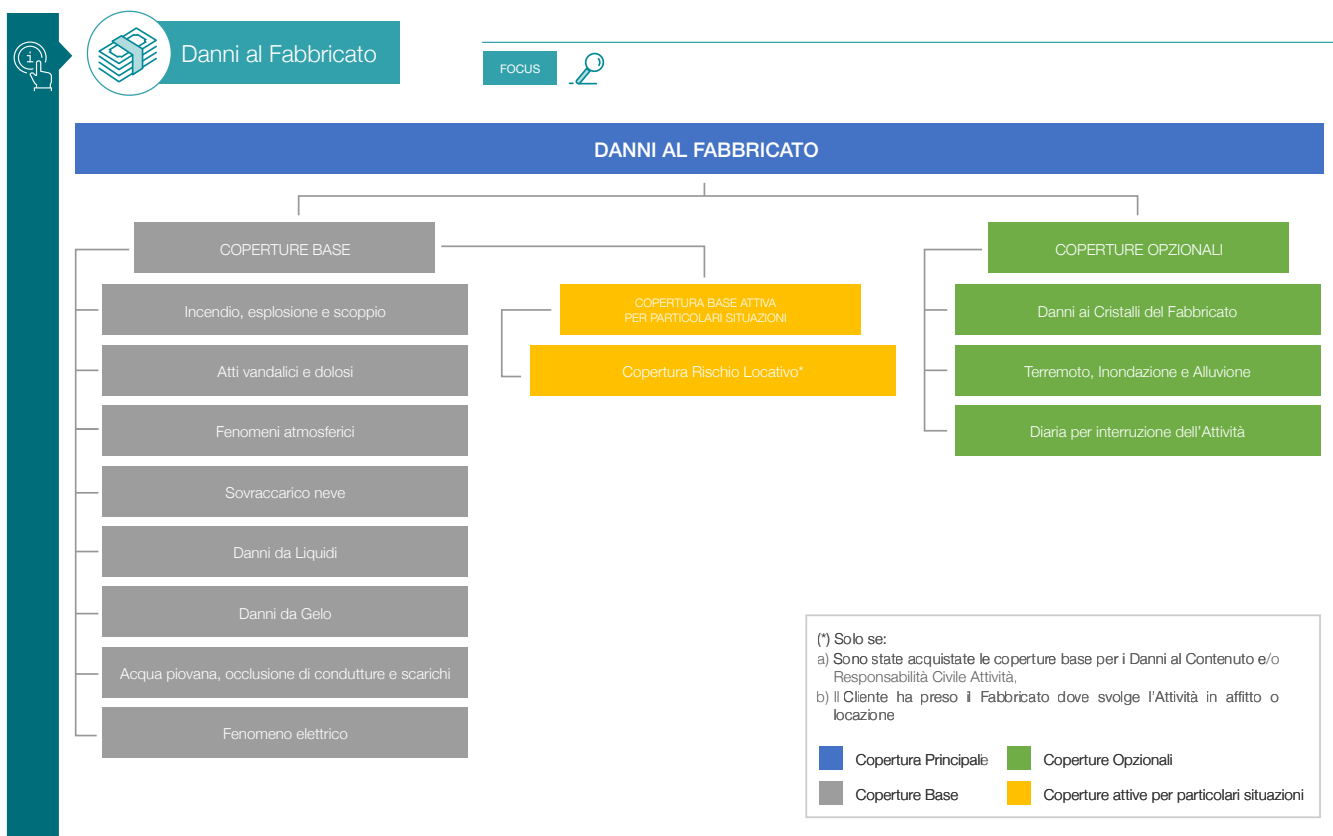 Danni al Fabbricato
FOCUS
DANNI AL FABBRICATO
COPERTURE BASE
COPERTURE OPZIONALI
Incendio, esplosione e scoppio
COPERTURA BASE ATTIVA
PER PARTICOLARI SITUAZIONI
Danni ai Cristalli del Fabbricato
Atti vandalici e dolosi
Copertura Rischio Locativo*
Terremoto, Inondazione e Alluvione
Fenomeni atmosferici
Diaria per interruzione dell'Attività
Sovraccarico neve
Danni da Liquidi
Danni da Gelo
Acqua piovana, occlusione di condutture e scarichi
Fenomeno elettrico
(*) Solo se:
a) Sono state acquistate le coperture base per i Danni al Contenuto e/o
Responsabilità Civile Attività,
b) Il Cliente ha preso il Fabbricato dove svolge l'Attività in affitto o
locazione
Copertura Principale
Coperture Opzionali
Coperture Base
Coperture attive per particolari situazioni